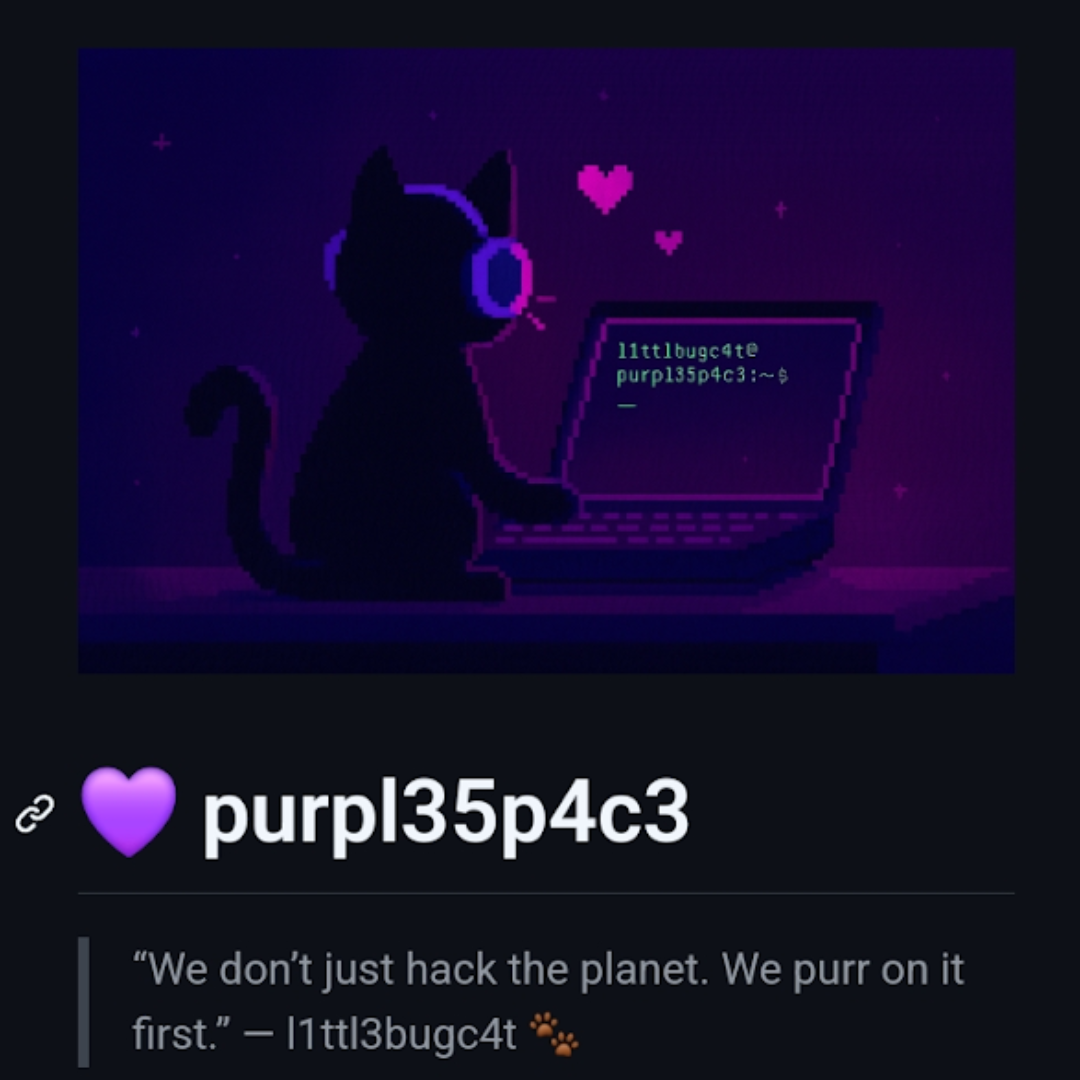 l1ttlbugc4t@
purpl35p4c3:~$
_
💜 purpl35p4c3
“We don’t just hack the planet. We purr on it
first.” — l1ttl3bugc4t 🐾